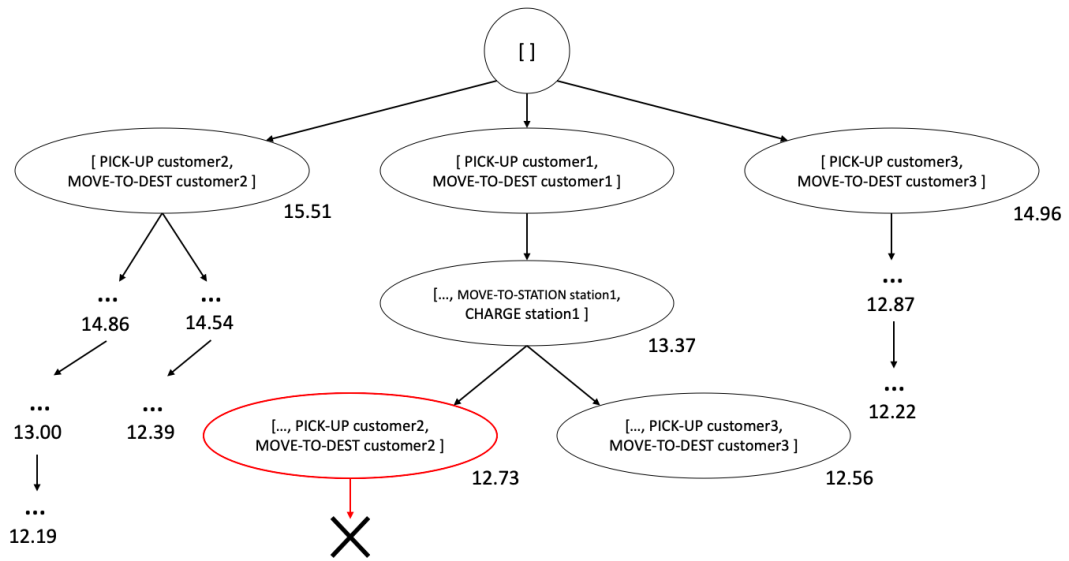 [ ]
[ PICK-UP customer2,
MOVE-TO-DEST customer2 ]
15.51
[ PICK-UP customer1,
MOVE-TO-DEST customer1 ]
[ PICK-UP customer3,
MOVE-TO-DEST customer3 ]
14.96
...
14.86
...
14.54
[..., MOVE-TO-STATION station1,
CHARGE station1 ]
13.37
...
12.87
...
13.00
...
12.39
[..., PICK-UP customer2,
MOVE-TO-DEST customer2 ]
12.73
[..., PICK-UP customer3,
MOVE-TO-DEST customer3 ]
12.56
...
12.22
...
12.19